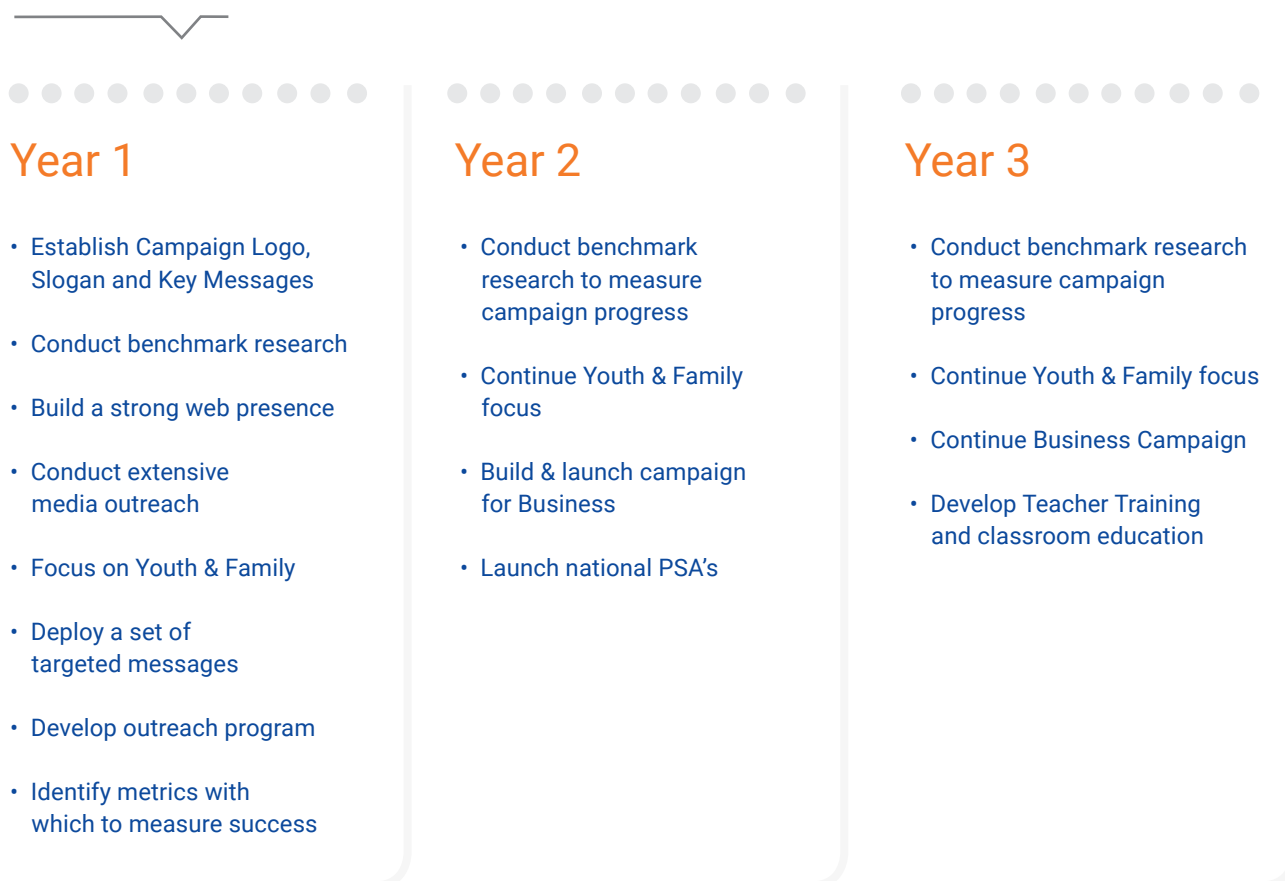 Year 1
• Establish Campaign Logo,
Slogan and Key Messages
• Conduct benchmark research
• Build a strong web presence
• Conduct extensive
media outreach
• Focus on Youth & Family
• Deploy a set of
targeted messages
• Develop outreach program
• Identify metrics with
which to measure success
Year 2
• Conduct benchmark
research to measure
campaign progress
• Continue Youth & Family
focus
• Build & launch campaign
for Business
• Launch national PSA’s
Year 3
• Conduct benchmark research
to measure campaign
progress
• Continue Youth & Family focus
• Continue Business Campaign
• Develop Teacher Training
and classroom education